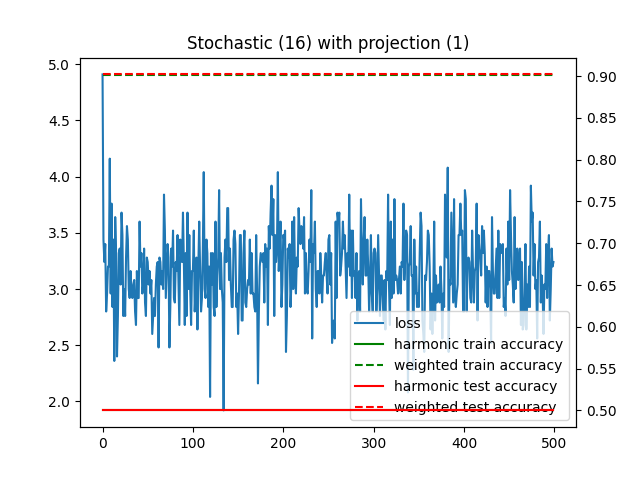 Stochastic (16) with projection (1)
5.0
4.5
4.0
3.5
3.0
2.5
2.0
0.90
0.85
0.80
0.75
0.70
0.65
0.60
0.55
0.50
loss
harmonic train accuracy
weighted train accuracy
harmonic test accuracy
weighted test accuracy
0 100 200 300 400 500